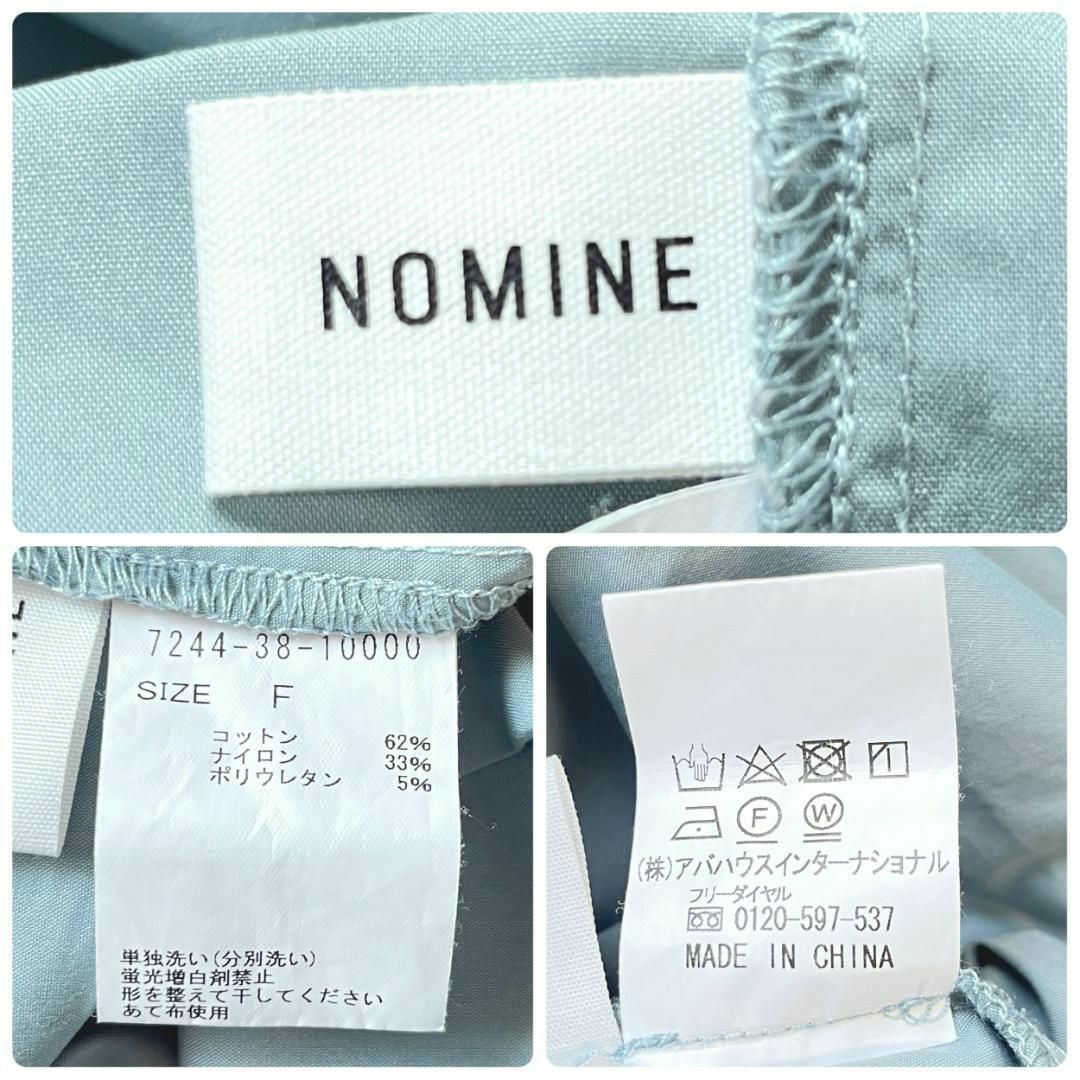 NOMINE
7244-38-10000
SIZE F
コットン 62%
ナイロン 33%
ポリウレタン 5%
単独洗い(分別洗い)
蛍光増白剤禁止
形を整えて干してください
あて布使用
F W
(株)アバハウスインターナショナル
フリーダイヤル
0120-597-537
MADE IN CHINA